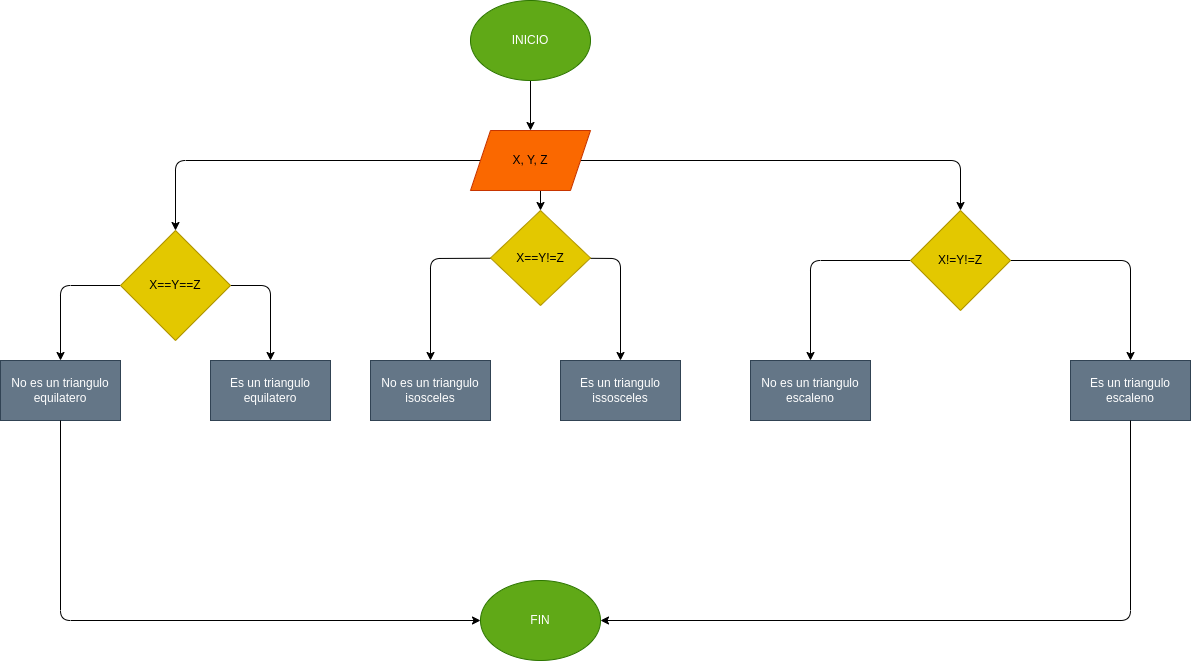 INICIO
X, Y, Z
X==Y==Z
X==Y!=Z
X!=Y!=Z
No es un triangulo
equilatero
Es un triangulo
equilatero
No es un triangulo
isosceles
Es un triangulo
issosceles
No es un triangulo
escaleno
Es un triangulo
escaleno
FIN